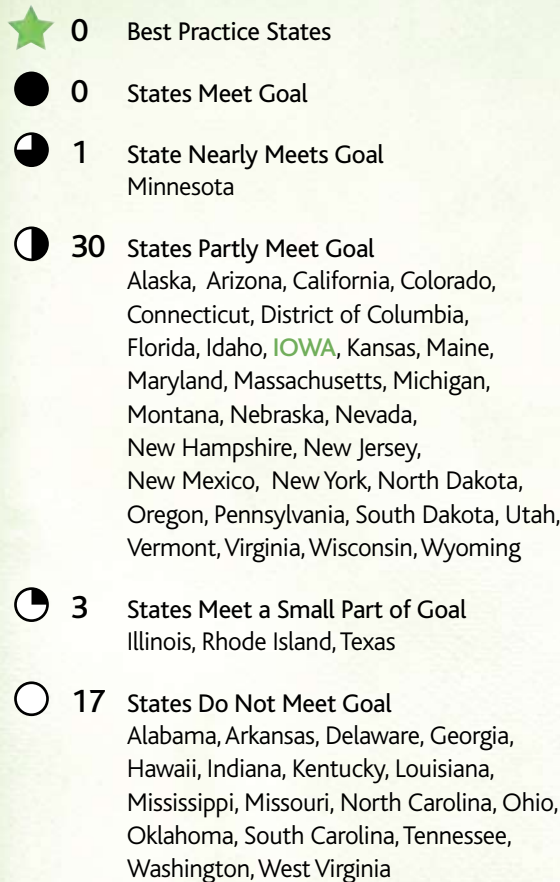 0 Best Practice States
0 States Meet Goal
1 State Nearly Meets Goal
Minnesota
30 States Partly Meet Goal
Alaska, Arizona, California, Colorado,
Connecticut, District of Columbia,
Florida, Idaho, IOWA, Kansas, Maine,
Maryland, Massachusetts, Michigan,
Montana, Nebraska, Nevada,
New Hampshire, New Jersey,
New Mexico, New York, North Dakota,
Oregon, Pennsylvania, South Dakota, Utah,
Vermont, Virginia, Wisconsin, Wyoming
3 States Meet a Small Part of Goal
Illinois, Rhode Island, Texas
17 States Do Not Meet Goal
Alabama, Arkansas, Delaware, Georgia,
Hawaii, Indiana, Kentucky, Louisiana,
Mississippi, Missouri, North Carolina, Ohio,
Oklahoma, South Carolina, Tennessee,
Washington, West Virginia